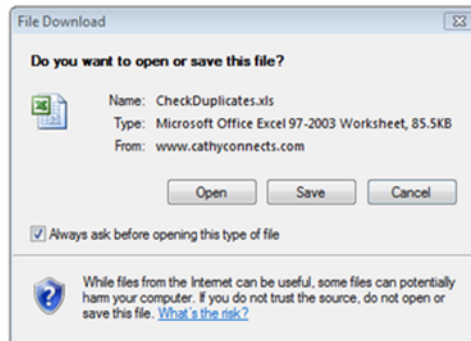 File Download
Do you want to open or save this file?
Name: CheckDuplicates.xls
Type: Microsoft Office Excel 97-2003 Worksheet, 85.5KB
From: www.cathyconnects.com
Open Save Cancel
Always ask before opening this type of file
While files from the Internet can be useful, some files can potentially
harm your computer. If you do not trust the source, do not open or
save this file. What's the risk?